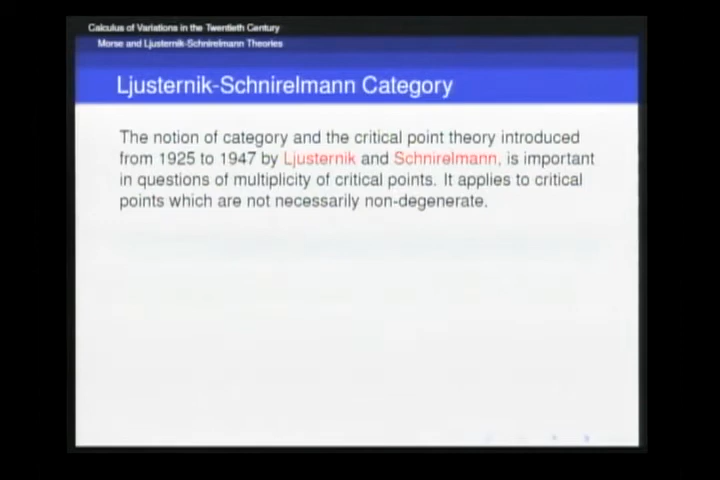 Calculus of Variations in the Twentieth Century
Morse and Ljusternik-Schnirelmann Theories
Ljusternik-Schnirelmann Category
The notion of category and the critical point theory introduced
from 1925 to 1947 by Ljusternik and Schnirelmann, is important
in questions of multiplicity of critical points. It applies to critical
points which are not necessarily non-degenerate.